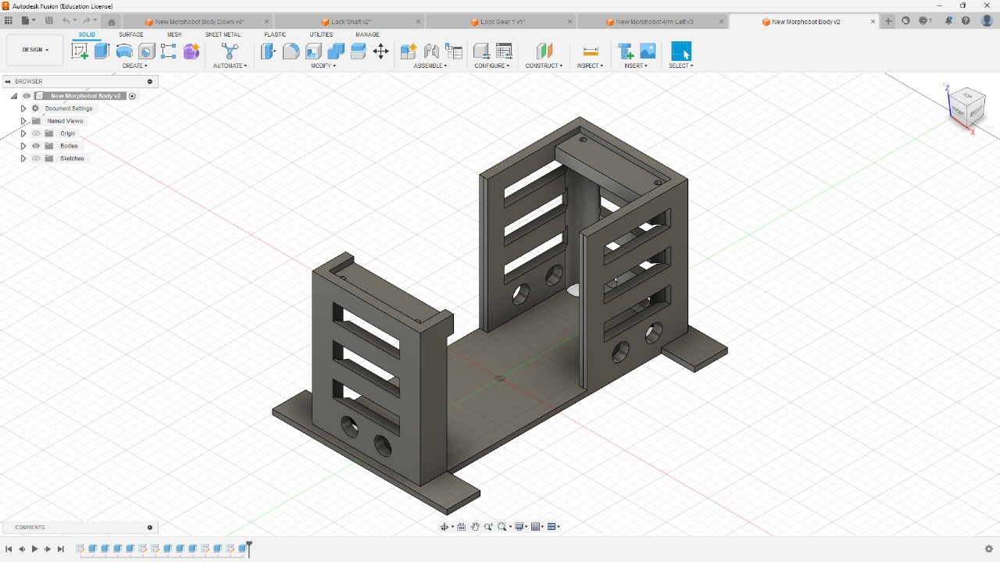 Autodesk Fusion (Education License)
New Morphobot Body Down v4*
Lock Shaft v2*
Lock Gear 1 v1*
New Morphobot Arm Left v3
New Morphobot Body v2
1
SOLID
SURFACE
MESH
SHEET METAL
PLASTIC
UTILITIES
MANAGE
DESIGN
CREATE
AUTOMATE
MODIFY
ASSEMBLE
CONFIGURE
CONSTRUCT
INSPECT
INSERT
SELECT
BROWSER
New Morphobot Body v2
Document Settings
Named Views
Origin
Bodies
Sketches
Z
TOP
FRONT
RIGHT
X
COMMENTS